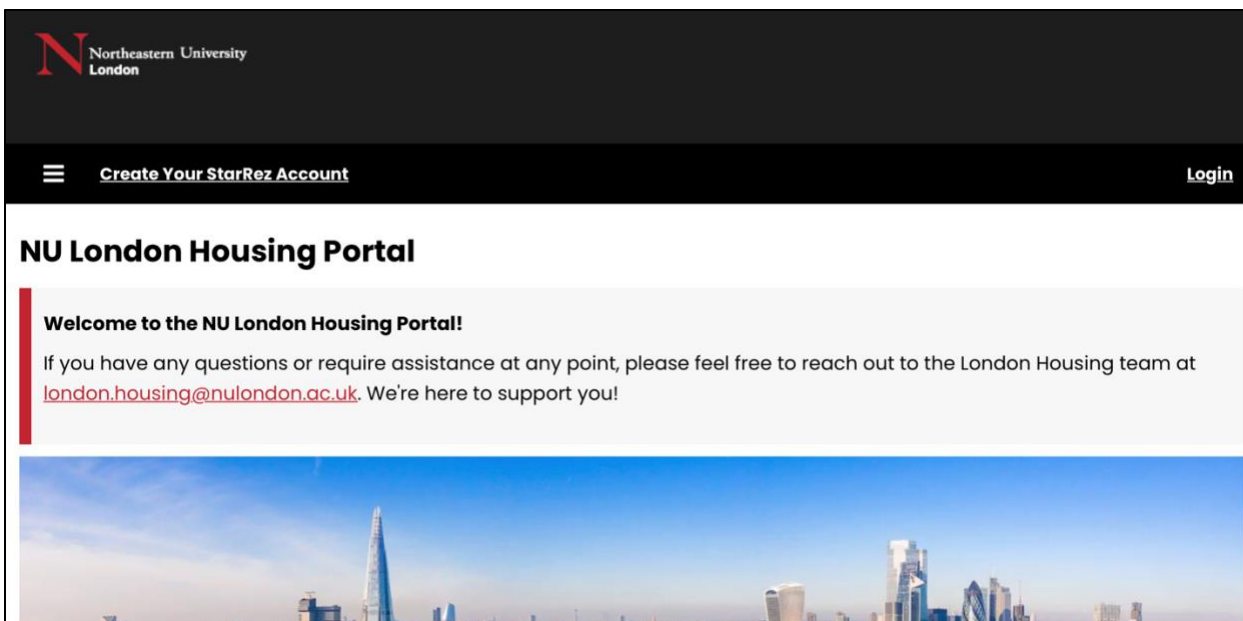 Northeastern University
London
Create Your StarRez Account
Login
NU London Housing Portal
Welcome to the NU London Housing Portal!
If you have any questions or require assistance at any point, please feel free to reach out to the London Housing team at
london.housing@nulondon.ac.uk. We're here to support you!